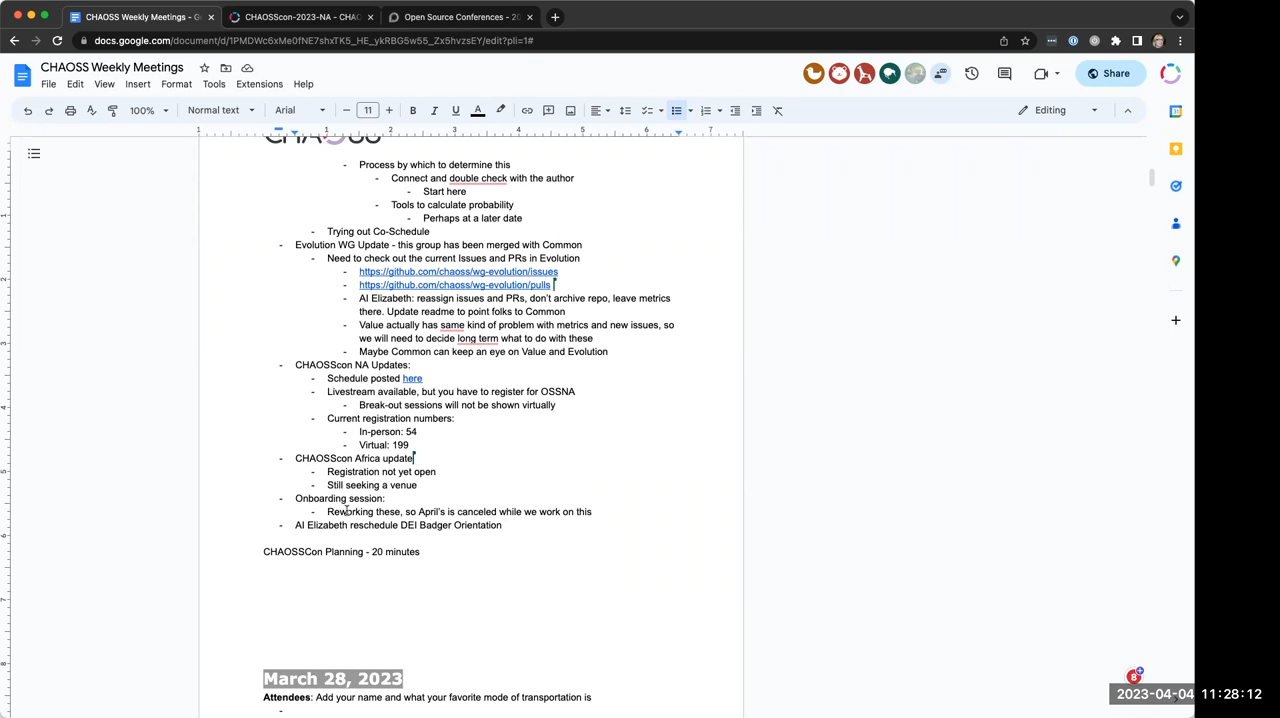 CHAOSS Weekly Meetings - G
CHAOSScon-2023-NA - CHAO
Open Source Conferences - 20
docs.google.com/document/d/1PMDWc6xMe0fNE7shxTK5_HE_ykRBG5w55_Zx5hvzsEY/edit?pli=1#
CHAOSS Weekly Meetings
File Edit View Insert Format Tools Extensions Help
Share
100% Normal text Arial 11 B I U A Editing
1 1 2 3 4 5 6 7
CHAOSS
- Process by which to determine this
- Connect and double check with the author
- Start here
- Tools to calculate probability
- Perhaps at a later date
- Trying out Co-Schedule
- Evolution WG Update - this group has been merged with Common
- Need to check out the current Issues and PRs in Evolution
- https://github.com/chaoss/wg-evolution/issues
- https://github.com/chaoss/wg-evolution/pulls
- AI Elizabeth: reassign issues and PRs, don't archive repo, leave metrics
there. Update readme to point folks to Common
- Value actually has same kind of problem with metrics and new issues, so
we will need to decide long term what to do with these
- Maybe Common can keep an eye on Value and Evolution
- CHAOSScon NA Updates:
- Schedule posted here
- Livestream available, but you have to register for OSSNA
- Break-out sessions will not be shown virtually
- Current registration numbers:
- In-person: 54
- Virtual: 199
- CHAOSScon Africa update
- Registration not yet open
- Still seeking a venue
- Onboarding session:
- Reworking these, so April's is canceled while we work on this
- AI Elizabeth reschedule DEI Badger Orientation
CHAOSSCon Planning - 20 minutes
March 28, 2023
Attendees: Add your name and what your favorite mode of transportation is
-
8
2023-04-04 11:28:12